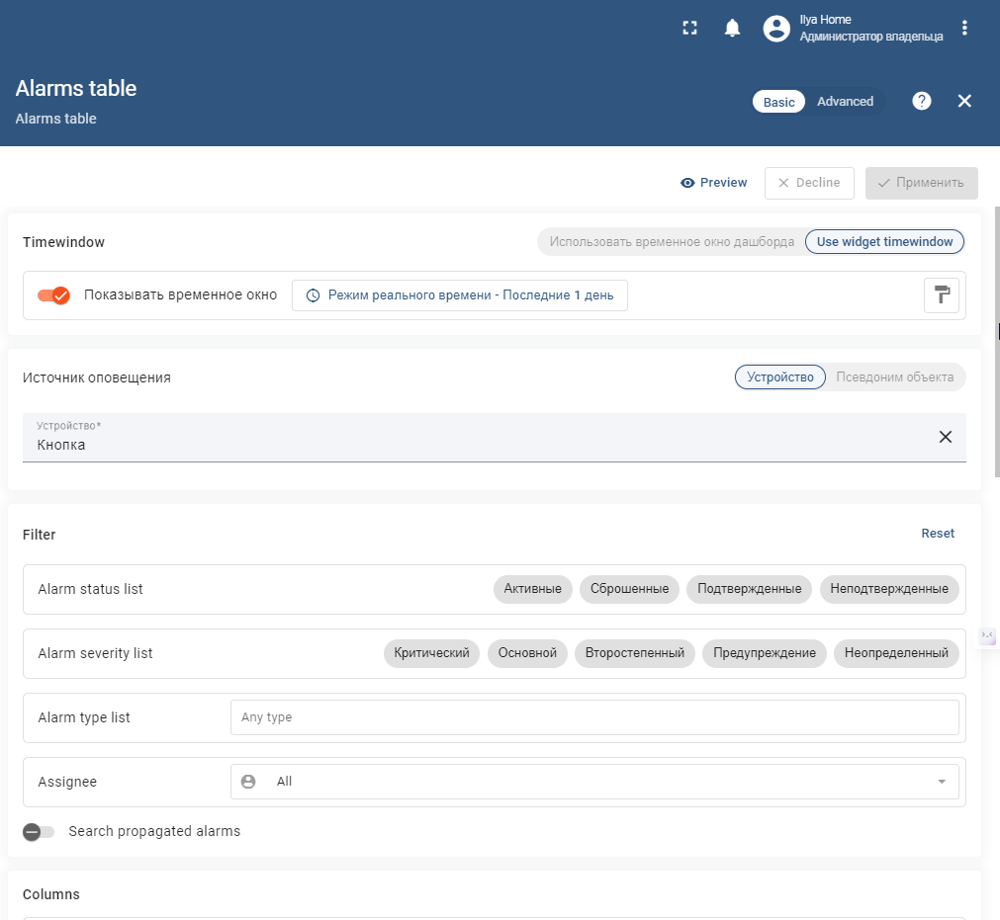 Ilya Home
Администратор владельца
Alarms table
Alarms table
Basic Advanced
Preview Decline Применить
Timewindow Использовать временное окно дашборда Use widget timewindow
Показывать временное окно Режим реального времени - Последние 1 день
Источник оповещения Устройство Псевдоним объекта
Устройство*
Кнопка
Filter Reset
Alarm status list Активные Сброшенные Подтвержденные Неподтвержденные
Alarm severity list Критический Основной Второстепенный Предупреждение Неопределенный
Alarm type list Any type
Assignee All
Search propagated alarms
Columns